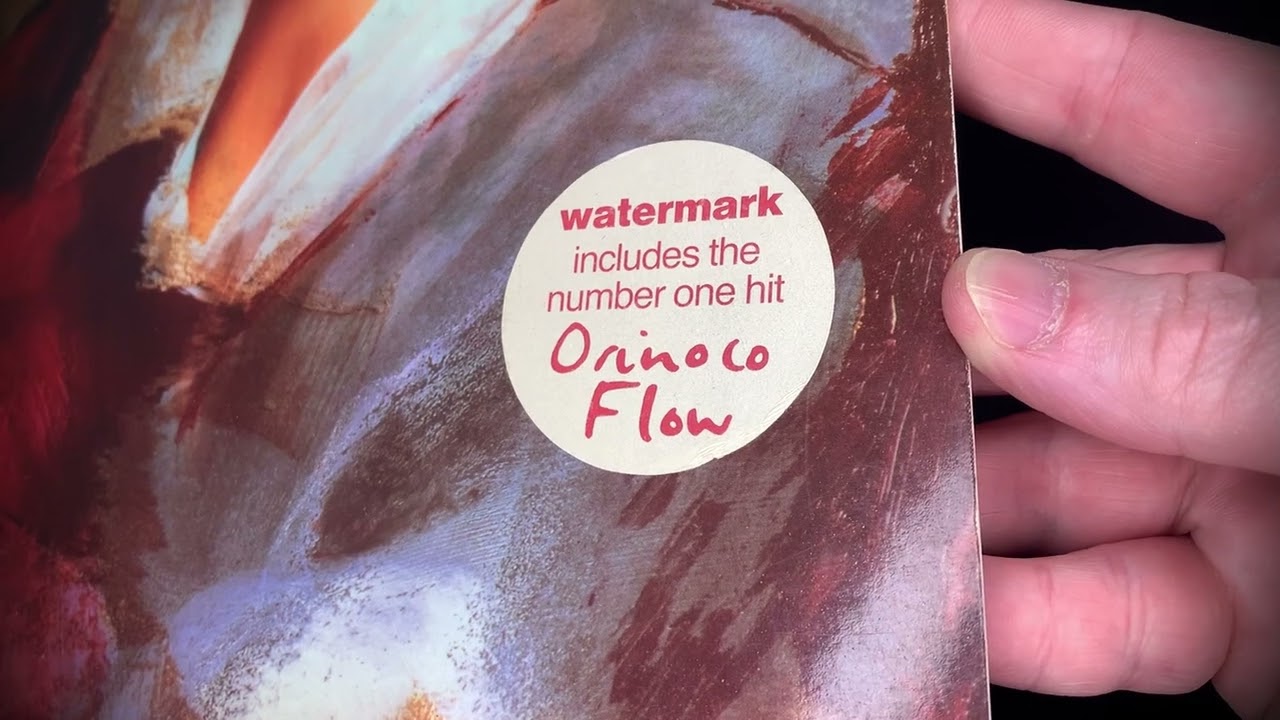 watermark
includes the
number one hit
Orinoco
Flow